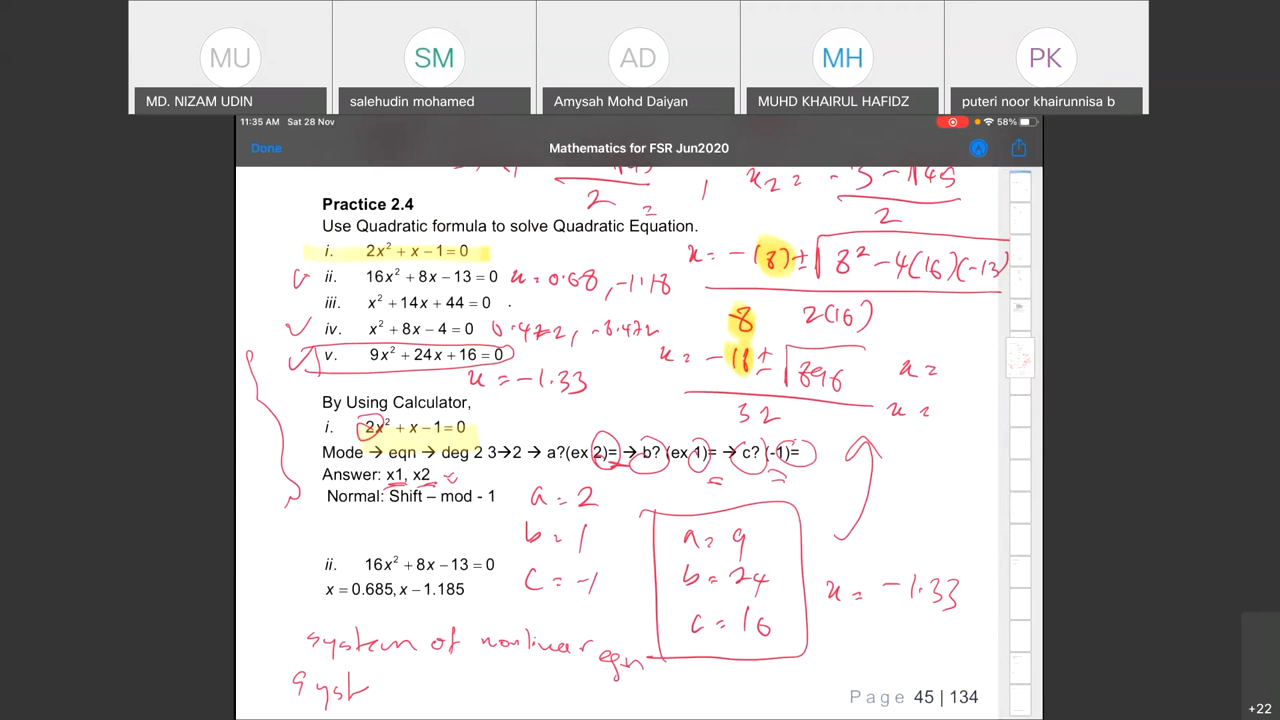 MU SM AD MH PK
MD. NIZAM UDIN salehudin mohamed Amysah Mohd Daiyan MUHD KHAIRUL HAFIDZ puteri noor khairunnisa b
11:35 AM Sat 28 Nov 58%
Done Mathematics for FSR Jun2020
2 , x2 = -5 - √45
2
Practice 2.4
Use Quadratic formula to solve Quadratic Equation.
i. 2x² + x − 1 = 0
x = -(8) ± √8² - 4(16)(-13)
2(16)
ii. 16x² + 8x − 13 = 0 x = 0.68, -1.18
iii. x² + 14x + 44 = 0 .
iv. x² + 8x − 4 = 0 0.472, -8.472
v. 9x² + 24x + 16 = 0
x = -1.33
-8
x = - ± √896 x =
32 x =
By Using Calculator,
i. 2x² + x − 1 = 0
Mode → eqn → deg 2 3→2 → a?(ex 2)= → b? (ex 1)= → c? (-1)=
Answer: x1, x2
Normal: Shift – mod - 1
a = 2
b = 1
c = -1
a = 9
b = 24
c = 16
x = -1.33
ii. 16x² + 8x − 13 = 0
x = 0.685, x − 1.185
system of nonlinear eqn
syst
Page 45 | 134
+22